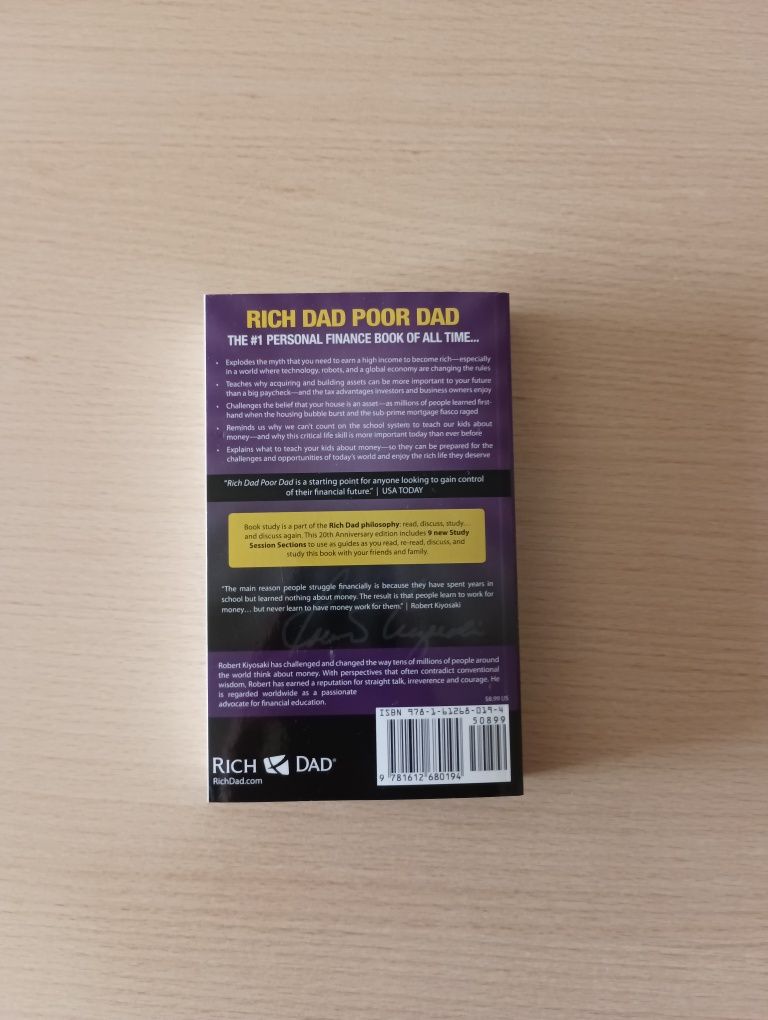 RICH DAD POOR DAD
THE #1 PERSONAL FINANCE BOOK OF ALL TIME...
• Explodes the myth that you need to earn a high income to become rich—especially
in a world where technology, robots, and a global economy are changing the rules
• Teaches why acquiring and building assets can be more important to your future
than a big paycheck—and the tax advantages investors and business owners enjoy
• Challenges the belief that your house is an asset—as millions of people learned first-
hand when the housing bubble burst and the sub-prime mortgage fiasco raged
• Reminds us why we can't count on the school system to teach our kids about
money—and why this critical life skill is more important today than ever before
• Explains what to teach your kids about money—so they can be prepared for the
challenges and opportunities of today's world and enjoy the rich life they deserve
"Rich Dad Poor Dad is a starting point for anyone looking to gain control
of their financial future." | USA TODAY
Book study is a part of the Rich Dad philosophy: read, discuss, study...
and discuss again. This 20th Anniversary edition includes 9 new Study
Session Sections to use as guides as you read, re-read, discuss, and
study this book with your friends and family.
"The main reason people struggle financially is because they have spent years in
school but learned nothing about money. The result is that people learn to work for
money... but never learn to have money work for them." | Robert Kiyosaki
Robert Kiyosaki has challenged and changed the way tens of millions of people around
the world think about money. With perspectives that often contradict conventional
wisdom, Robert has earned a reputation for straight talk, irreverence and courage. He
is regarded worldwide as a passionate
advocate for financial education.
$8.99 US
ISBN 978-1-61268-019-4
50899
9 781612 680194
RICH DAD®
RichDad.com